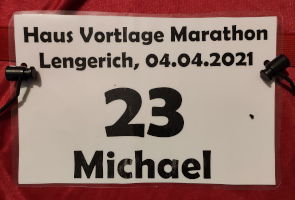 Haus Vortlage Marathon
Lengerich, 04.04.2021
23
Michael